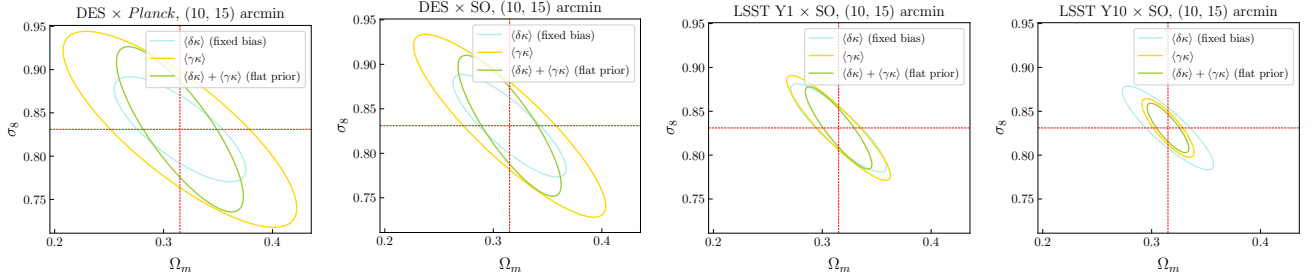 DES × Planck, (10, 15) arcmin
⟨δκ⟩ (fixed bias)
⟨γκ⟩
⟨δκ⟩ + ⟨γκ⟩ (flat prior)
0.95
0.90
0.85
0.80
0.75
σ8
0.2
0.3
0.4
Ωm
DES × SO, (10, 15) arcmin
⟨δκ⟩ (fixed bias)
⟨γκ⟩
⟨δκ⟩ + ⟨γκ⟩ (flat prior)
0.95
0.90
0.85
0.80
0.75
σ8
0.2
0.3
0.4
Ωm
LSST Y1 × SO, (10, 15) arcmin
⟨δκ⟩ (fixed bias)
⟨γκ⟩
⟨δκ⟩ + ⟨γκ⟩ (flat prior)
0.95
0.90
0.85
0.80
0.75
σ8
0.2
0.3
0.4
Ωm
LSST Y10 × SO, (10, 15) arcmin
⟨δκ⟩ (fixed bias)
⟨γκ⟩
⟨δκ⟩ + ⟨γκ⟩ (flat prior)
0.95
0.90
0.85
0.80
0.75
σ8
0.2
0.3
0.4
Ωm